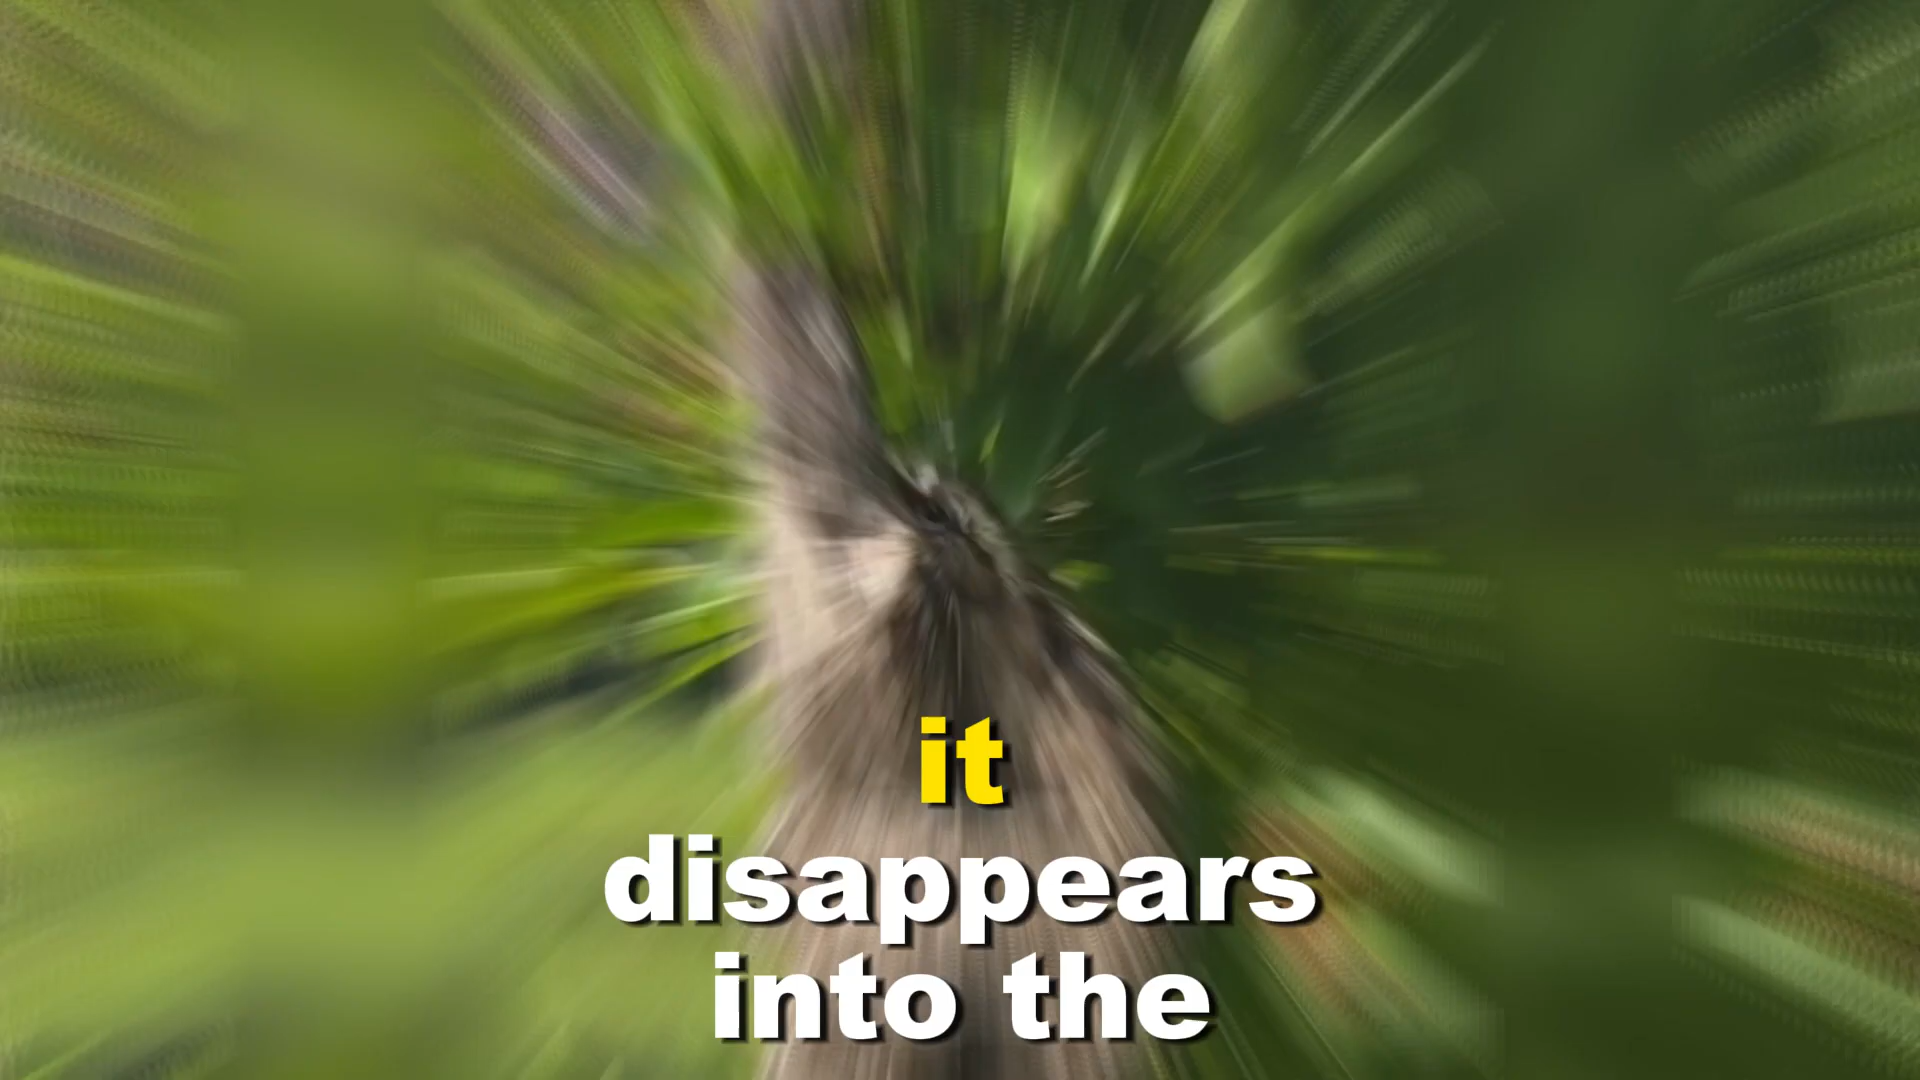 it
disappears
into the